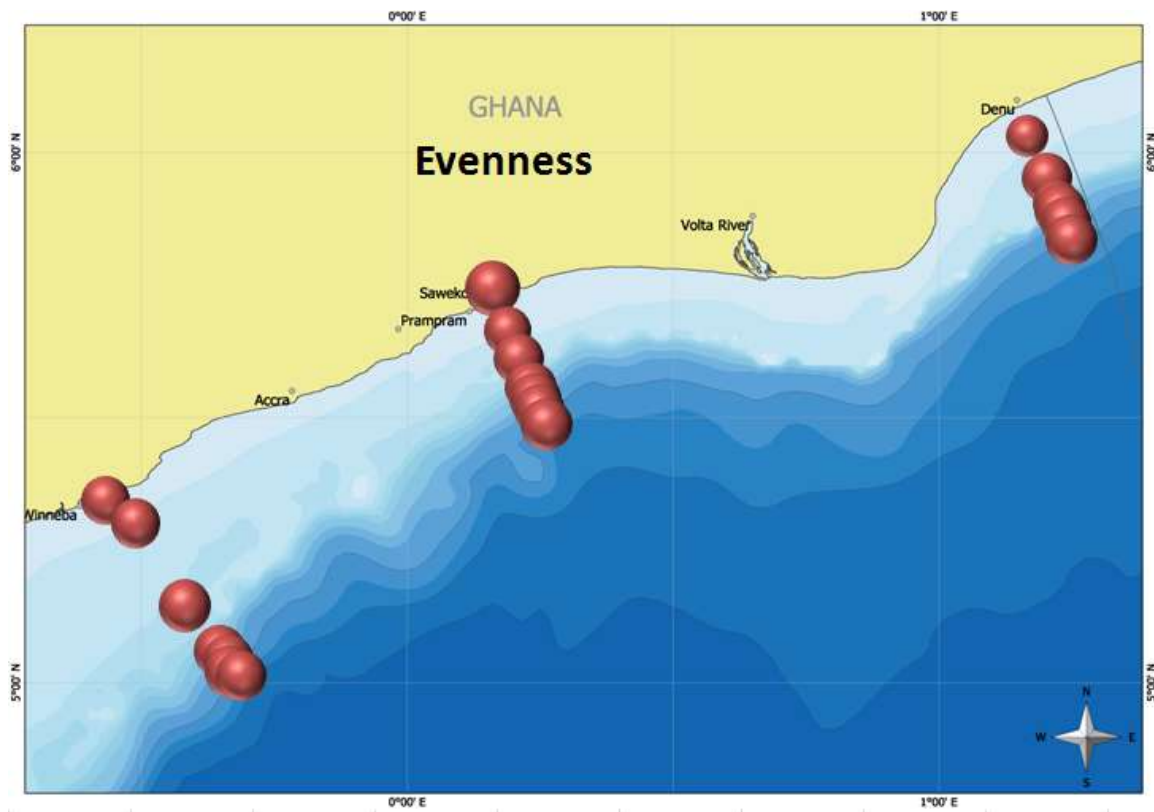 0°00' E
1°00' E
GHANA
Evenness
Denu
6°00' N
6°00' N
Volta River
Saweko
Prampram
Accra
Winneba
5°00' N
5°00' N
N
W
E
S
0°00' E
1°00' E